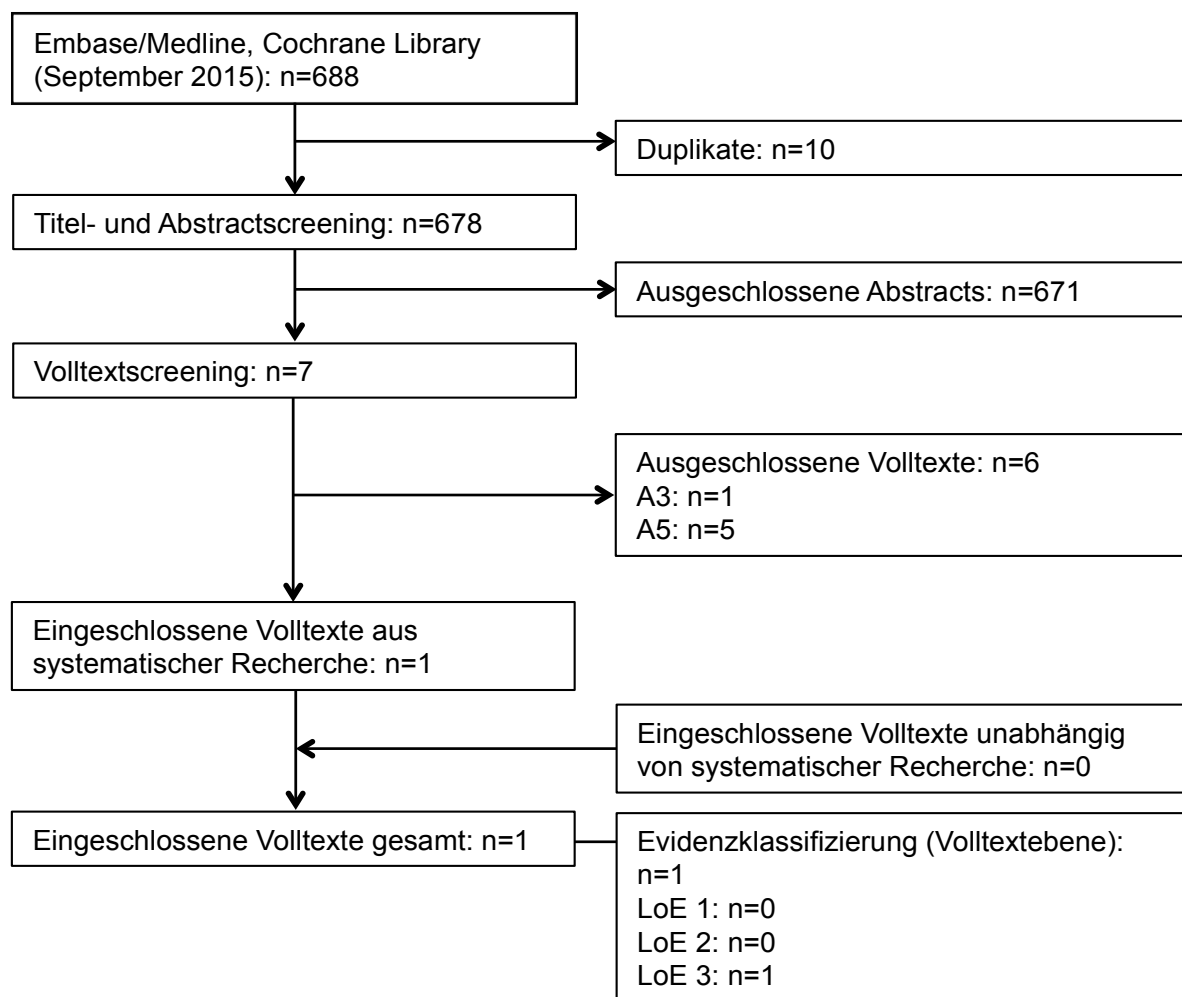 Embase/Medline, Cochrane Library
(September 2015): n=688
Duplikate: n=10
Titel- und Abstractscreening: n=678
Ausgeschlossene Abstracts: n=671
Volltextscreening: n=7
Ausgeschlossene Volltexte: n=6
A3: n=1
A5: n=5
Eingeschlossene Volltexte aus
systematischer Recherche: n=1
Eingeschlossene Volltexte unabhängig
von systematischer Recherche: n=0
Eingeschlossene Volltexte gesamt: n=1
Evidenzklassifizierung (Volltextebene):
n=1
LoE 1: n=0
LoE 2: n=0
LoE 3: n=1